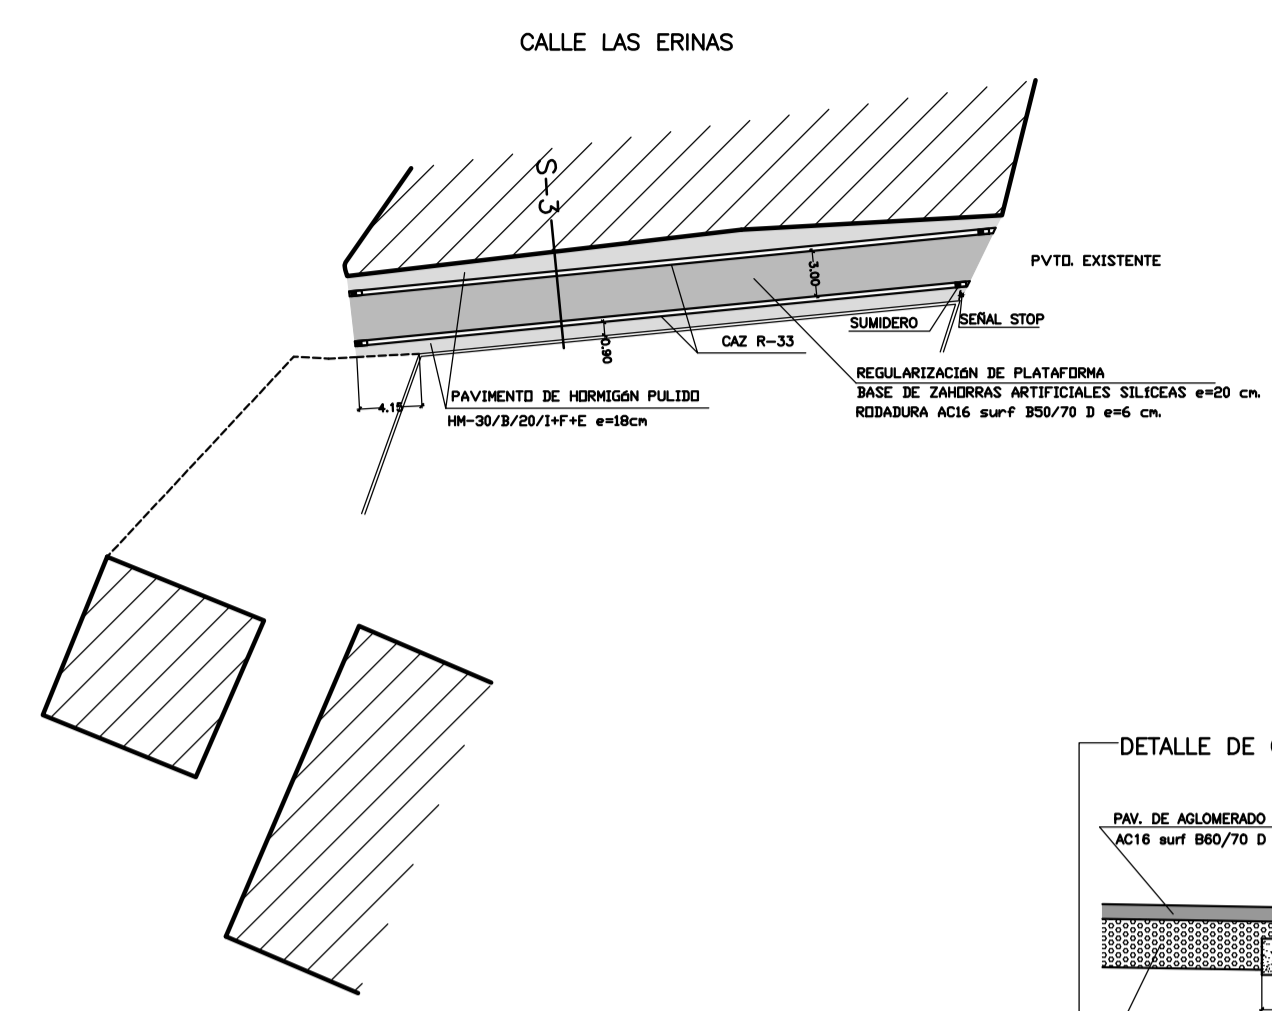 CALLE LAS ERINAS
S-3
PVTO. EXISTENTE
3.00
SUMIDERO
SEÑAL STOP
CAZ R-33
0.90
REGULARIZACIÓN DE PLATAFORMA
BASE DE ZAHORRAS ARTIFICIALES SILÍCEAS e=20 cm.
RODADURA AC16 surf B50/70 D e=6 cm.
4.15
PAVIMENTO DE HORMIGÓN PULIDO
HM-30/B/20/I+F+E e=18cm
DETALLE DE
PAV. DE AGLOMERADO
AC16 surf B60/70 D